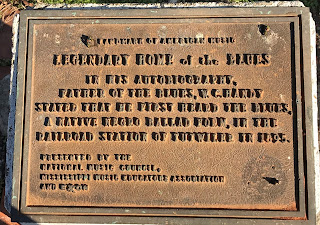 LANDMARK OF AMERICAN MUSIC
LEGENDARY HOME of the BLUES
IN HIS AUTOBIOGRAPHY,
FATHER OF THE BLUES, W.C. HANDY
STATED THAT HE FIRST HEARD THE BLUES,
A NATIVE NEGRO BALLAD FORM, IN THE
RAILROAD STATION OF TUTWILER IN 1895.
PRESENTED BY THE
NATIONAL MUSIC COUNCIL,
MISSISSIPPI MUSIC EDUCATORS ASSOCIATION
AND EXXON